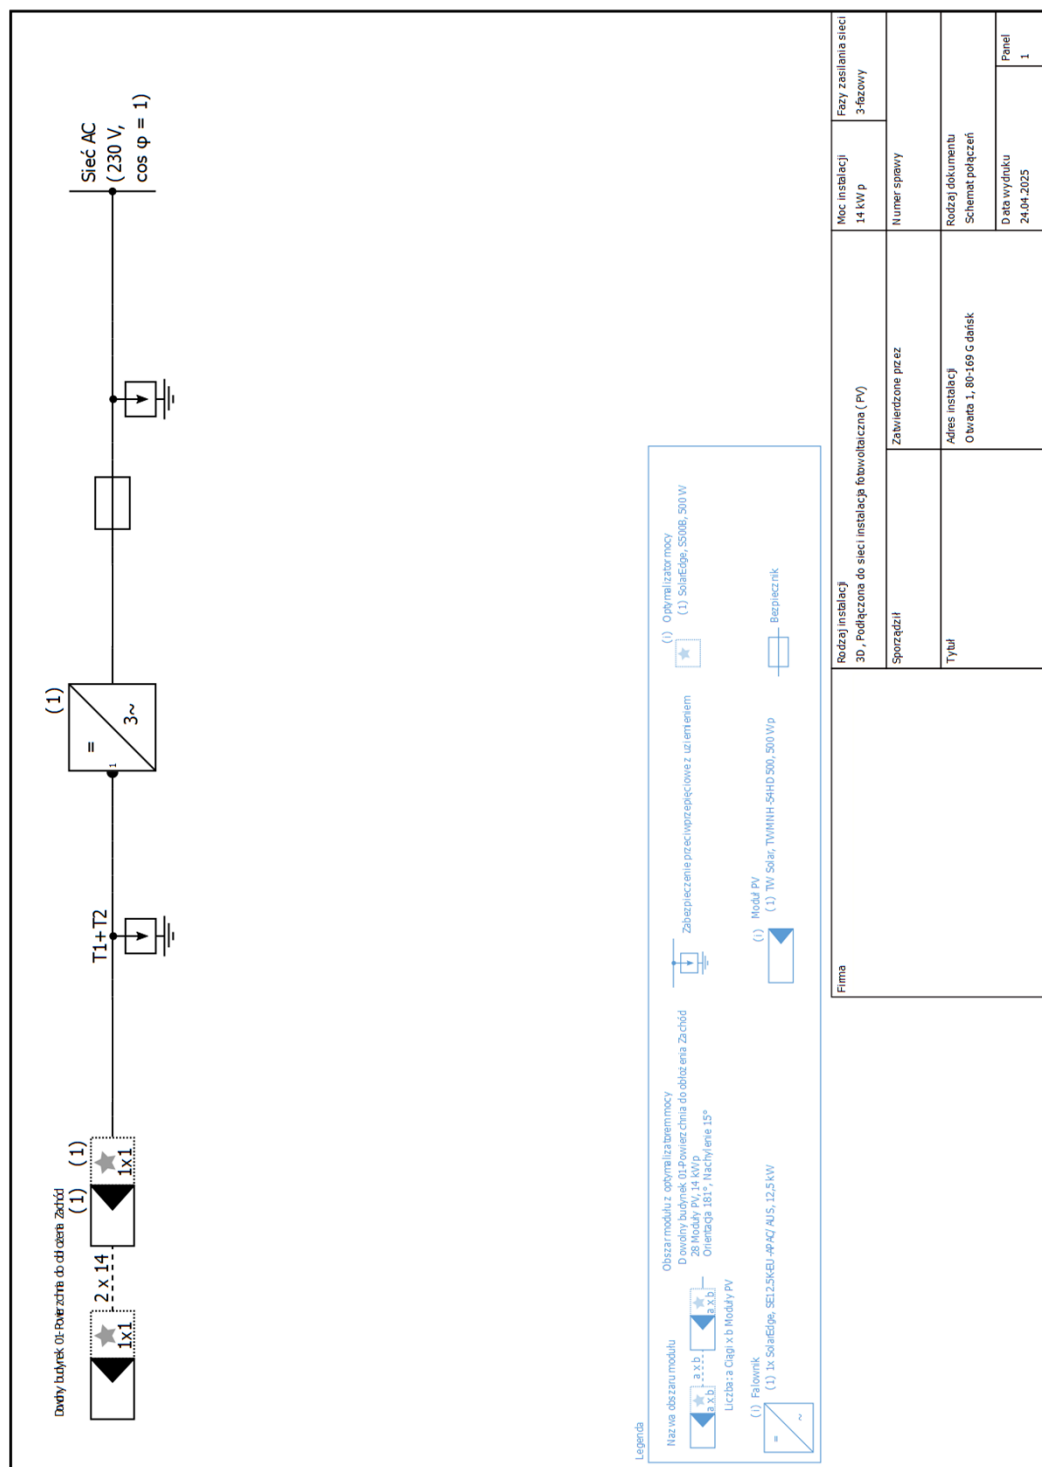 Dowolny budynek 01-Powierzchnia do obłożenia Zachód
1x1
2 x 14
(1)
(1)
1x1
T1+T2
(1)
=
1
3~
Sieć AC
(230 V,
cos φ = 1)
Legenda
Nazwa obszaru modułu
a x b
a x b
a x b
Liczba: a Ciągi x b Moduły PV
Obszar modułu z optymalizatorem mocy
Dowolny budynek 01-Powierzchnia do obłożenia Zachód
28 Moduły PV, 14 kWp
Orientacja 181°, Nachylenie 15°
Zabezpieczenie przeciwprzepięciowe z uziemieniem
(i) Optymalizator mocy
(1) SolarEdge, S500B, 500 W
(i) Falownik
(1) 1x SolarEdge, SE12.5K-EU-APAC/AUS, 12,5 kW
=
~
(i) Moduł PV
(1) TW Solar, TWMNH-54HD 500, 500 Wp
Bezpiecznik
Firma
Rodzaj instalacji
3D, Podłączona do sieci instalacja fotowoltaiczna (PV)
Moc instalacji
14 kWp
Fazy zasilania sieci
3-fazowy
Sporządził
Zatwierdzone przez
Numer sprawy
Tytuł
Adres instalacji
Otwarta 1, 80-169 Gdańsk
Rodzaj dokumentu
Schemat połączeń
Data wydruku
24.04.2025
Panel
1